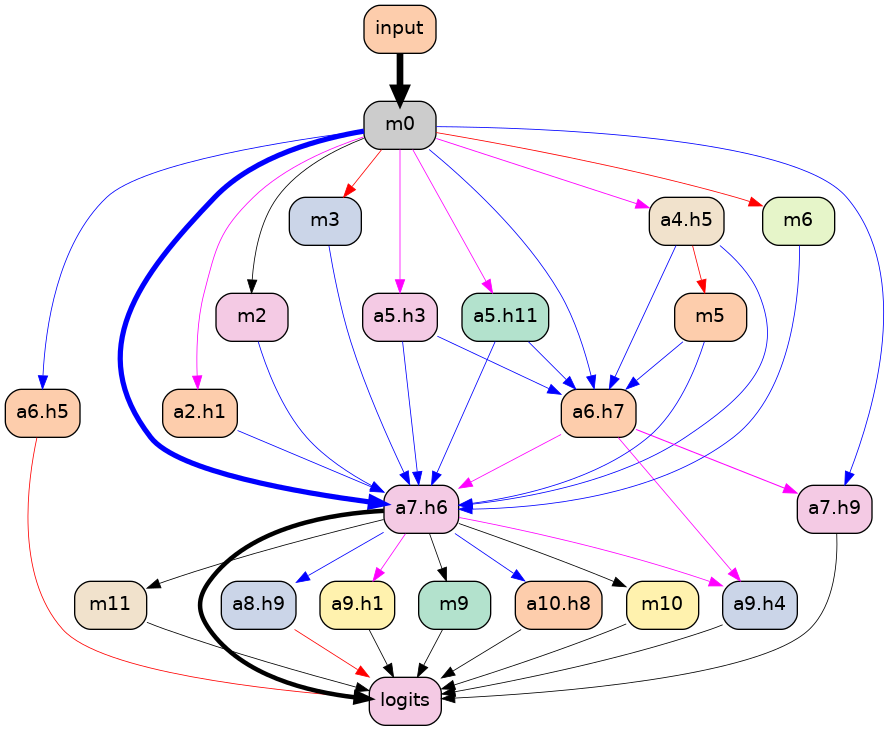 input
m0
m3
a4.h5
m6
m2
a5.h3
a5.h11
m5
a6.h5
a2.h1
a6.h7
a7.h6
a7.h9
m11
a8.h9
a9.h1
m9
a10.h8
m10
a9.h4
logits